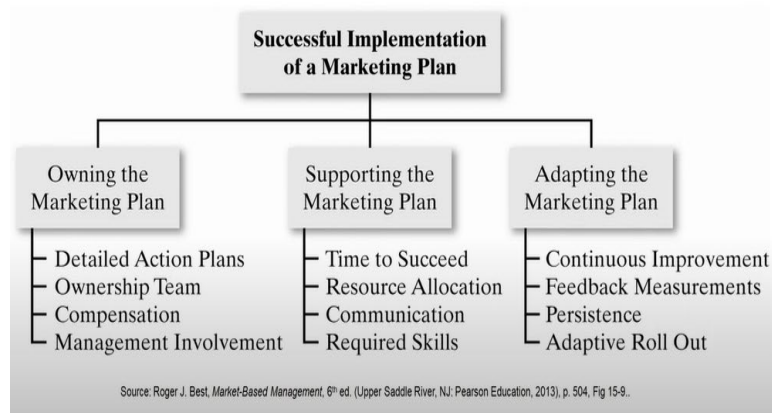 Successful Implementation
of a Marketing Plan
Owning the
Marketing Plan
Detailed Action Plans
Ownership Team
Compensation
Management Involvement
Supporting the
Marketing Plan
Time to Succeed
Resource Allocation
Communication
Required Skills
Adapting the
Marketing Plan
Continuous Improvement
Feedback Measurements
Persistence
Adaptive Roll Out
Source: Roger J. Best, Market-Based Management, 6th ed. (Upper Saddle River, NJ: Pearson Education, 2013), p. 504, Fig 15-9..